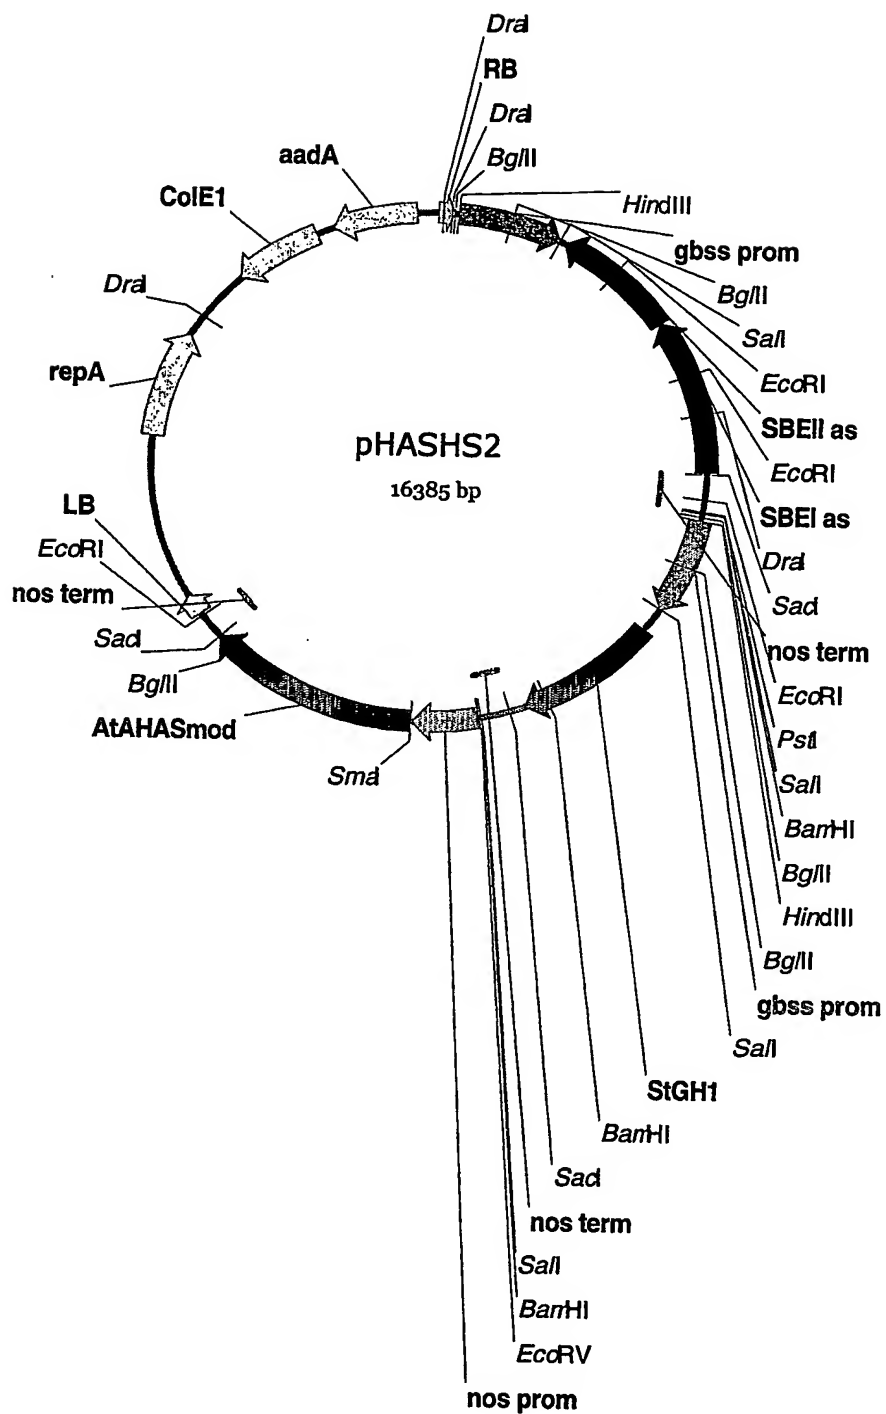 DraI
RB
DraI
BglII
HindIII
gbss prom
BglII
SalI
EcoRI
SBEII as
EcoRI
SBEI as
DraI
SacI
nos term
EcoRI
PstI
SalI
BamHI
BglII
HindIII
BglII
gbss prom
SalI
StGH1
BamHI
SacI
nos term
SalI
BamHI
EcoRV
nos prom
SmaI
AtAHASmod
BglII
SacI
nos term
EcoRI
LB
repA
DraI
ColE1
aadA
pHASHS2
16385 bp